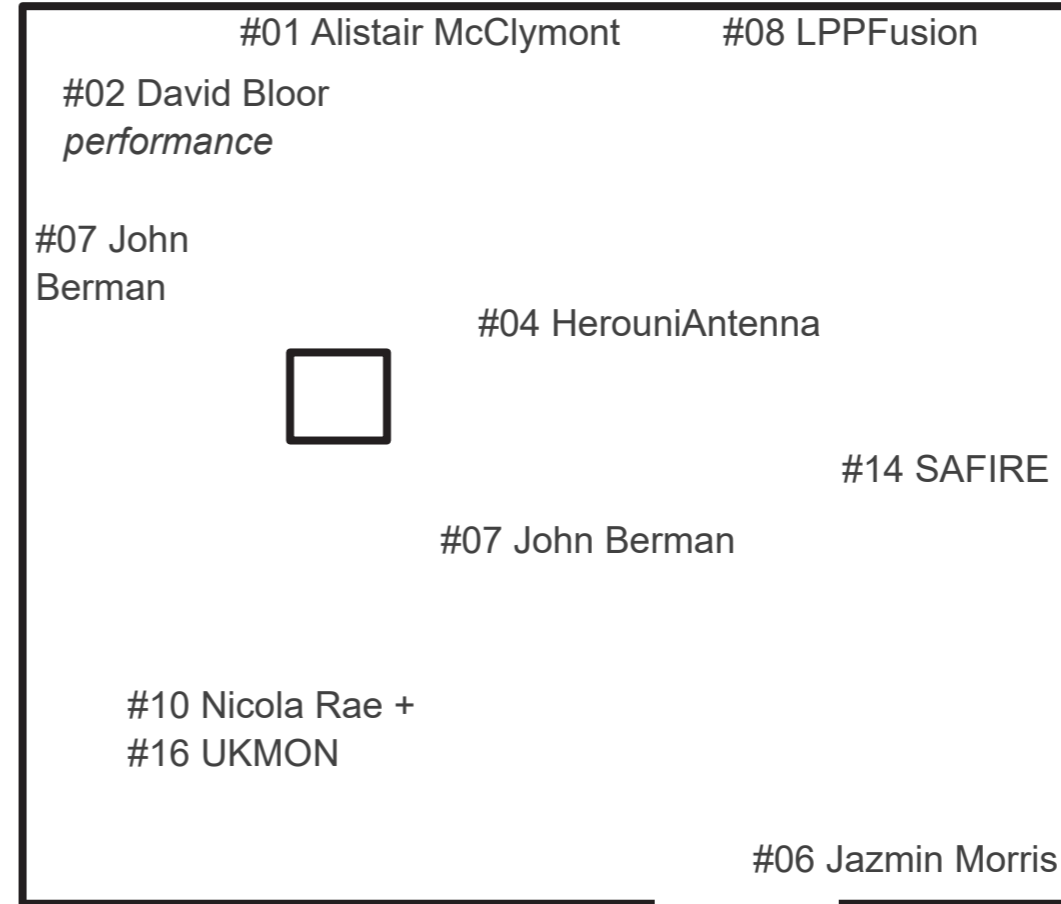 #01 Alistair McClymont
#08 LPPFusion
#02 David Bloor
performance
#07 John
Berman
#04 HerouniAntenna
#14 SAFIRE
#07 John Berman
#10 Nicola Rae +
#16 UKMON
#06 Jazmin Morris